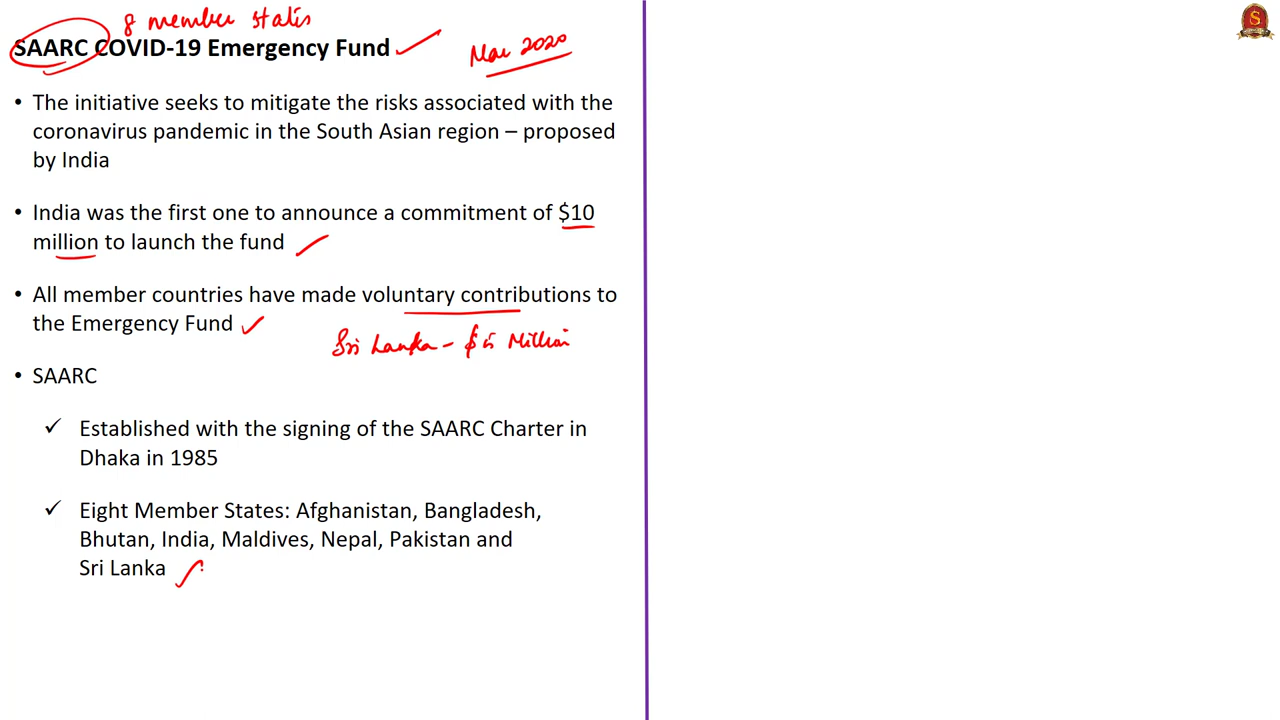 8 member states
SAARC COVID-19 Emergency Fund
Mar 2020
• The initiative seeks to mitigate the risks associated with the
coronavirus pandemic in the South Asian region – proposed
by India
• India was the first one to announce a commitment of $10
million to launch the fund
• All member countries have made voluntary contributions to
the Emergency Fund
Sri Lanka - $ Million
• SAARC
✓ Established with the signing of the SAARC Charter in
Dhaka in 1985
✓ Eight Member States: Afghanistan, Bangladesh,
Bhutan, India, Maldives, Nepal, Pakistan and
Sri Lanka
S